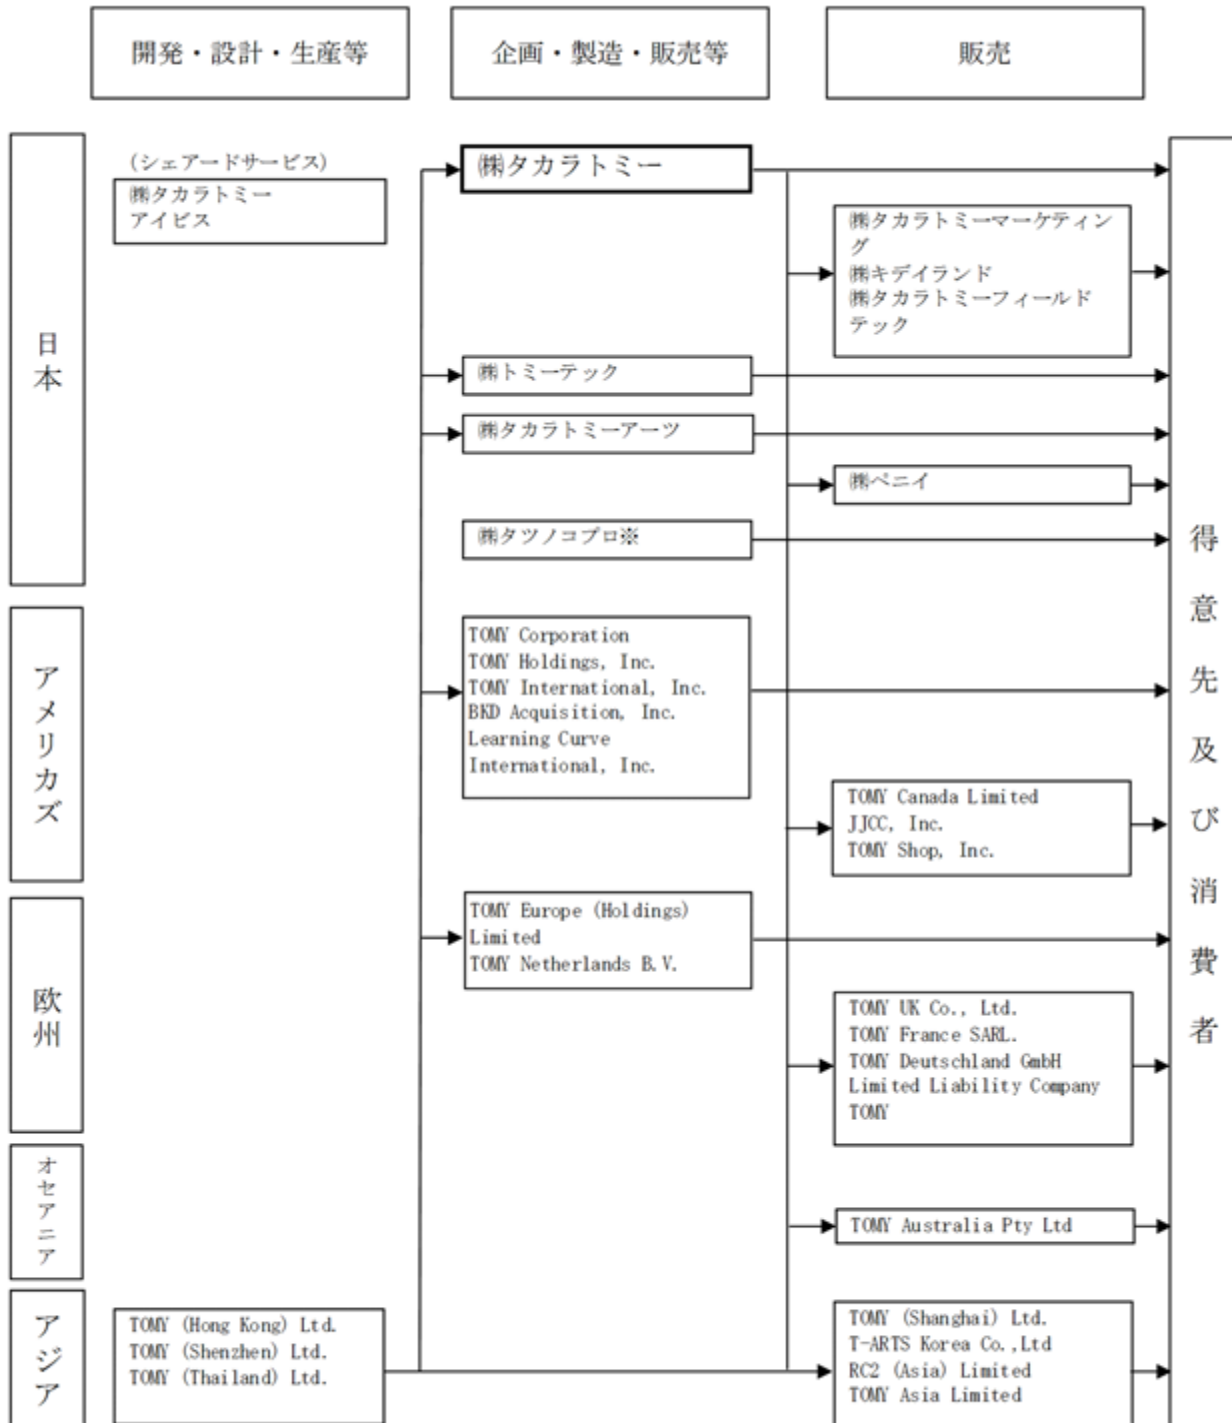 開発・設計・生産等
企画・製造・販売等
販売
日本
(シェアードサービス)
㈱タカラトミー
アイビス
㈱タカラトミー
㈱タカラトミーマーケティン
グ
㈱キデイランド
㈱タカラトミーフィールド
テック
㈱トミーテック
㈱タカラトミーアーツ
㈱ペニイ
㈱タツノコプロ※
アメリカズ
TOMY Corporation
TOMY Holdings, Inc.
TOMY International, Inc.
BKD Acquisition, Inc.
Learning Curve
International, Inc.
TOMY Canada Limited
JJCC, Inc.
TOMY Shop, Inc.
欧州
TOMY Europe (Holdings)
Limited
TOMY Netherlands B.V.
TOMY UK Co., Ltd.
TOMY France SARL.
TOMY Deutschland GmbH
Limited Liability Company
TOMY
オセアニア
TOMY Australia Pty Ltd
アジア
TOMY (Hong Kong) Ltd.
TOMY (Shenzhen) Ltd.
TOMY (Thailand) Ltd.
TOMY (Shanghai) Ltd.
T-ARTS Korea Co.,Ltd
RC2 (Asia) Limited
TOMY Asia Limited
得意先及び消費者